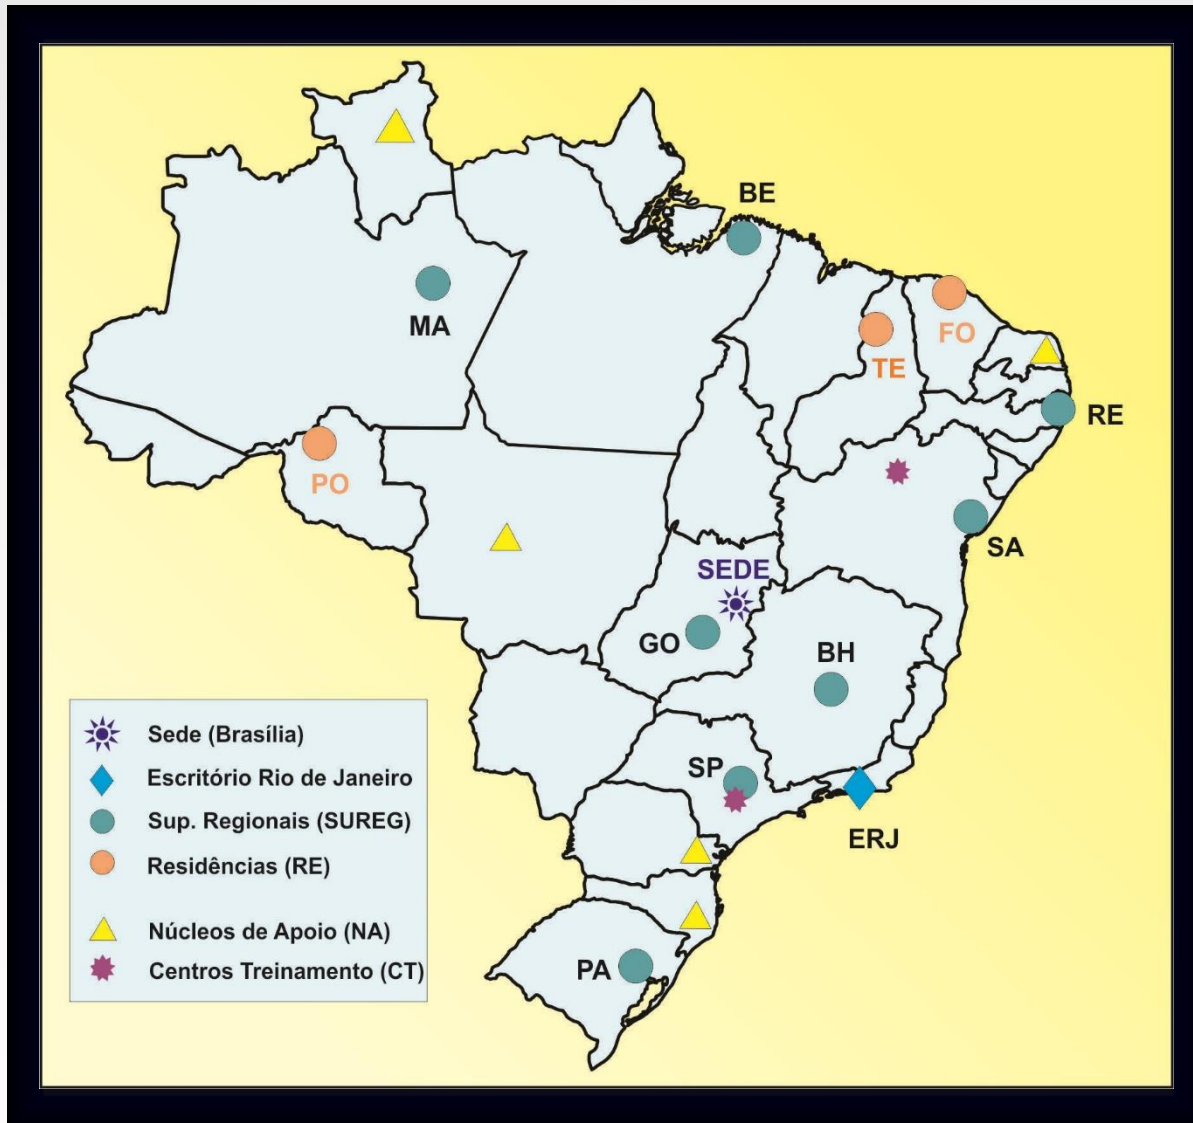 BE
MA
FO
TE
RE
PO
SA
SEDE
GO
BH
SP
ERJ
PA
Sede (Brasília)
Escritório Rio de Janeiro
Sup. Regionais (SUREG)
Residências (RE)
Núcleos de Apoio (NA)
Centros Treinamento (CT)